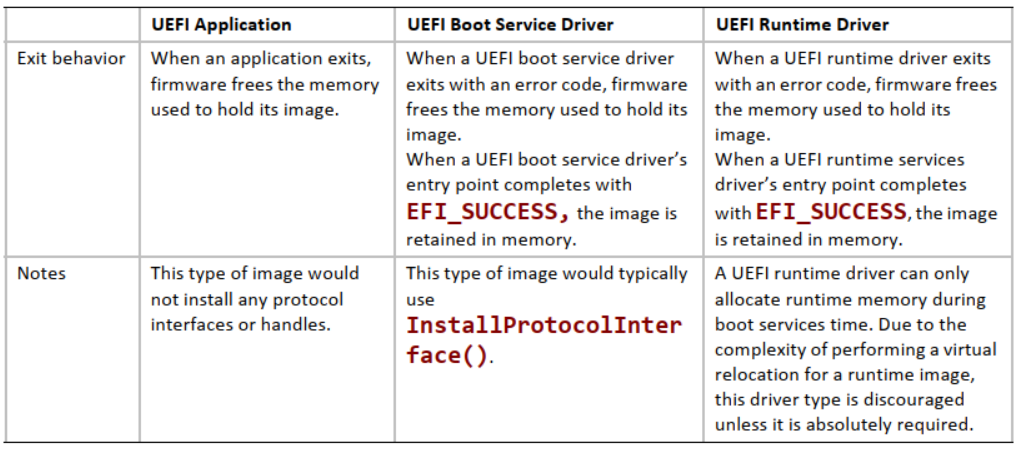 UEFI Application
UEFI Boot Service Driver
UEFI Runtime Driver
Exit behavior
When an application exits,
firmware frees the memory
used to hold its image.
When a UEFI boot service driver
exits with an error code, firmware
frees the memory used to hold its
image.
When a UEFI boot service driver's
entry point completes with
EFI_SUCCESS, the image is
retained in memory.
When a UEFI runtime driver exits
with an error code, firmware frees
the memory used to hold its
image.
When a UEFI runtime services
driver's entry point completes
with EFI_SUCCESS, the image
is retained in memory.
Notes
This type of image would
not install any protocol
interfaces or handles.
This type of image would typically
use
InstallProtocolInter
face().
A UEFI runtime driver can only
allocate runtime memory during
boot services time. Due to the
complexity of performing a virtual
relocation for a runtime image,
this driver type is discouraged
unless it is absolutely required.